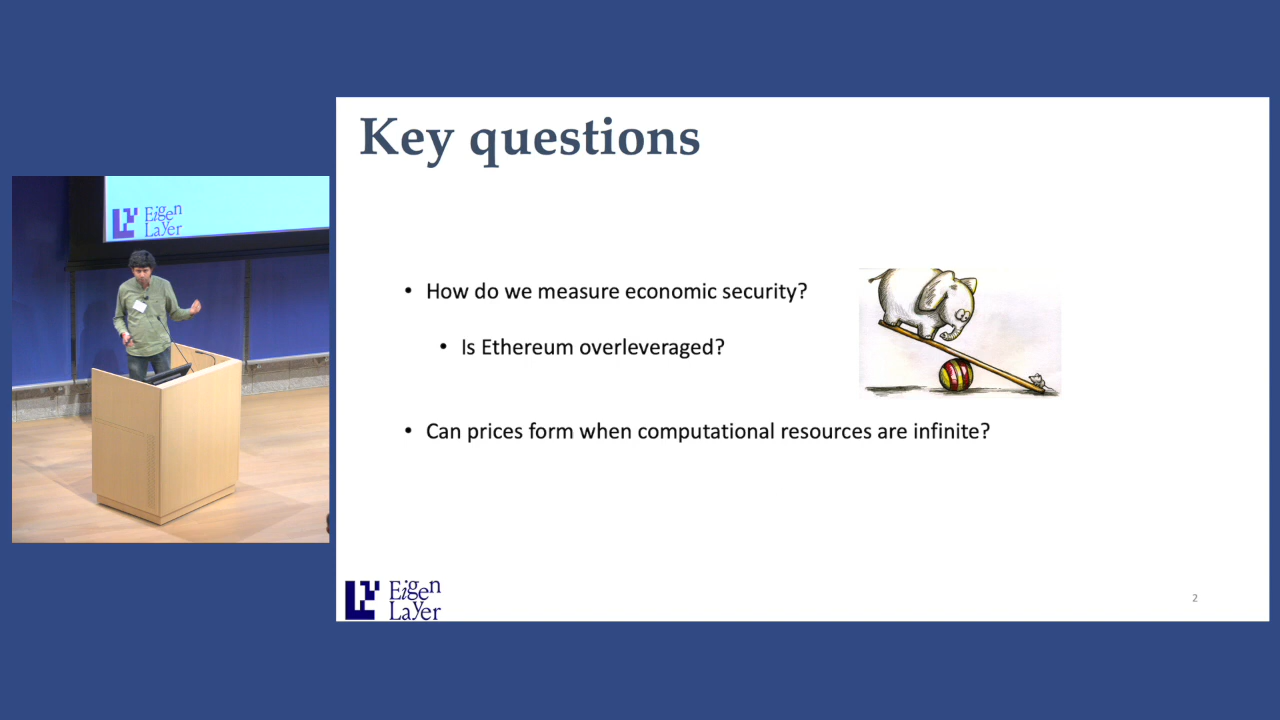 Key questions
• How do we measure economic security?
• Is Ethereum overleveraged?
• Can prices form when computational resources are infinite?
Eigen
Layer
2
Eigen
Layer